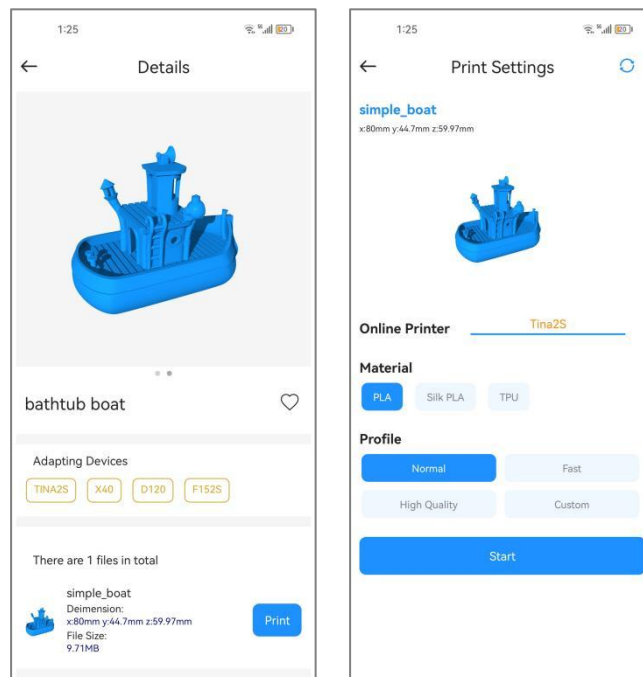 1:25
20
Details
bathtub boat
Adapting Devices
TINA2S
X40
D120
F152S
There are 1 files in total
simple_boat
Deimension:
x:80mm y:44.7mm z:59.97mm
File Size:
9.71MB
Print
1:25
20
Print Settings
simple_boat
x:80mm y:44.7mm z:59.97mm
Online Printer
Tina2S
Material
PLA
Silk PLA
TPU
Profile
Normal
Fast
High Quality
Custom
Start